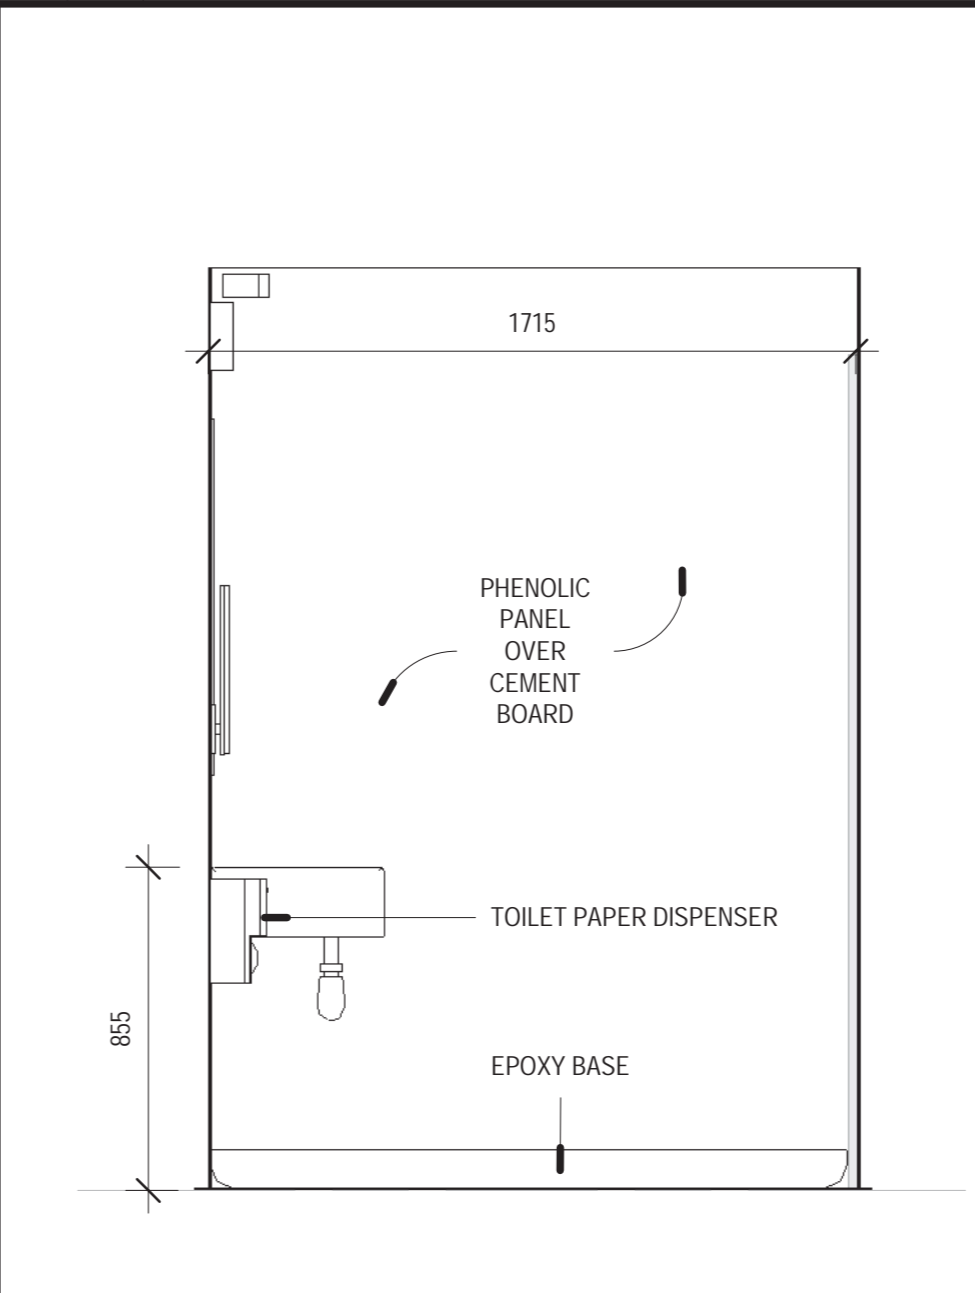 1715
PHENOLIC
PANEL
OVER
CEMENT
BOARD
TOILET PAPER DISPENSER
855
EPOXY BASE